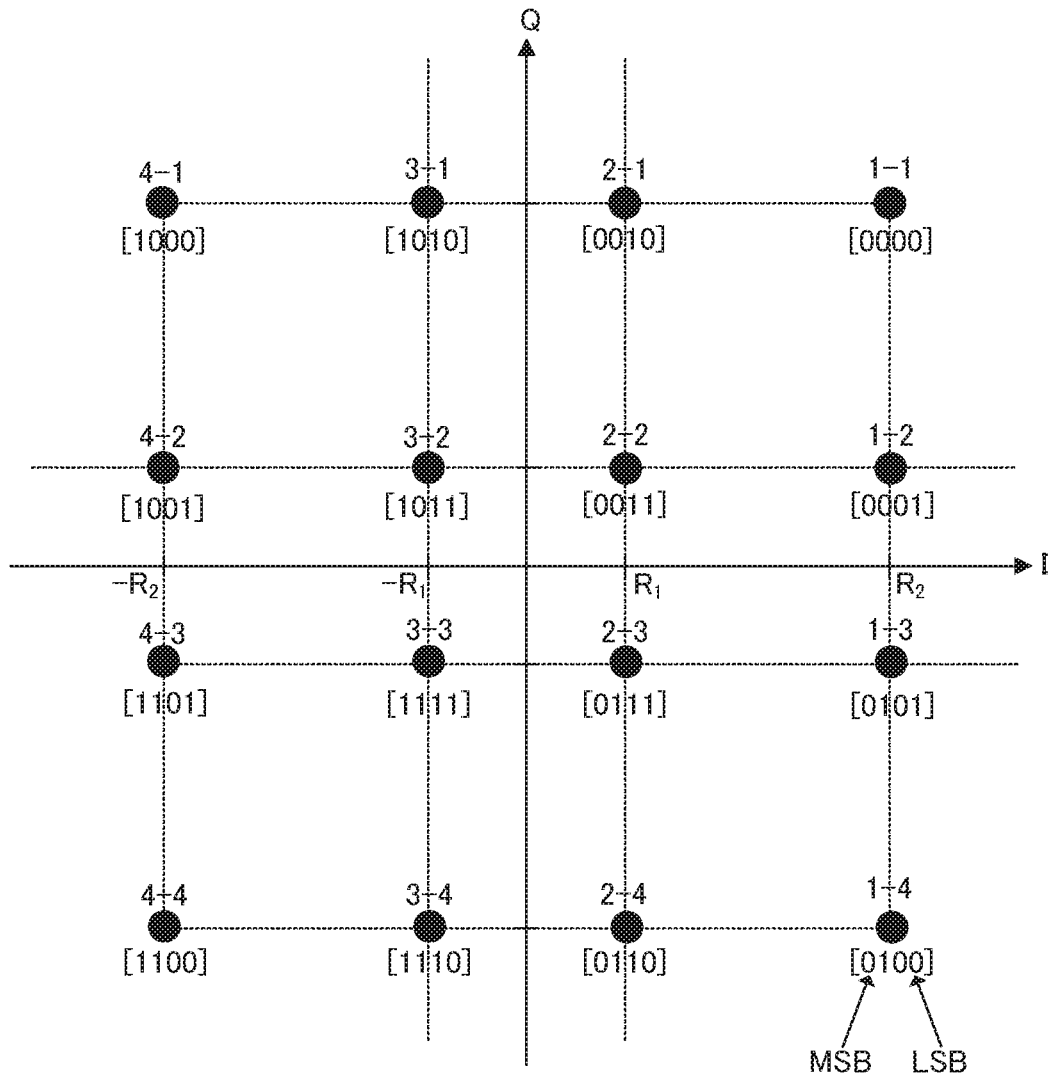 Q
4-1 3-1 2-1 1-1
[1000] [1010] [0010] [0000]
4-2 3-2 2-2 1-2
[1001] [1011] [0011] [0001]
I
-R₂ -R₁ R₁ R₂
4-3 3-3 2-3 1-3
[1101] [1111] [0111] [0101]
4-4 3-4 2-4 1-4
[1100] [1110] [0110] [0100]
MSB LSB